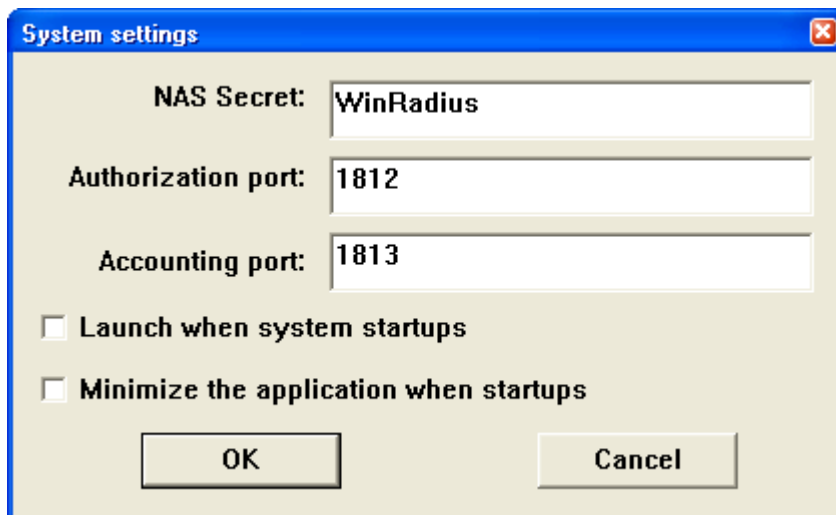 System settings
NAS Secret: WinRadius
Authorization port: 1812
Accounting port: 1813
Launch when system startups
Minimize the application when startups
OK Cancel